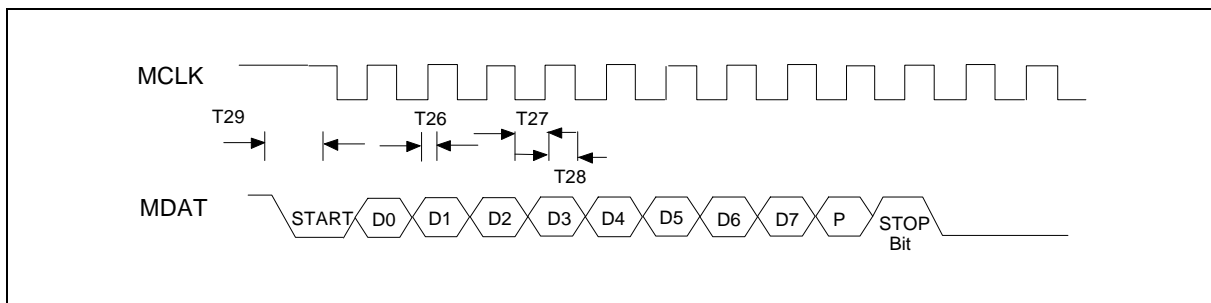 MCLK
T29 T26 T27
T28
MDAT START D0 D1 D2 D3 D4 D5 D6 D7 P STOP
Bit